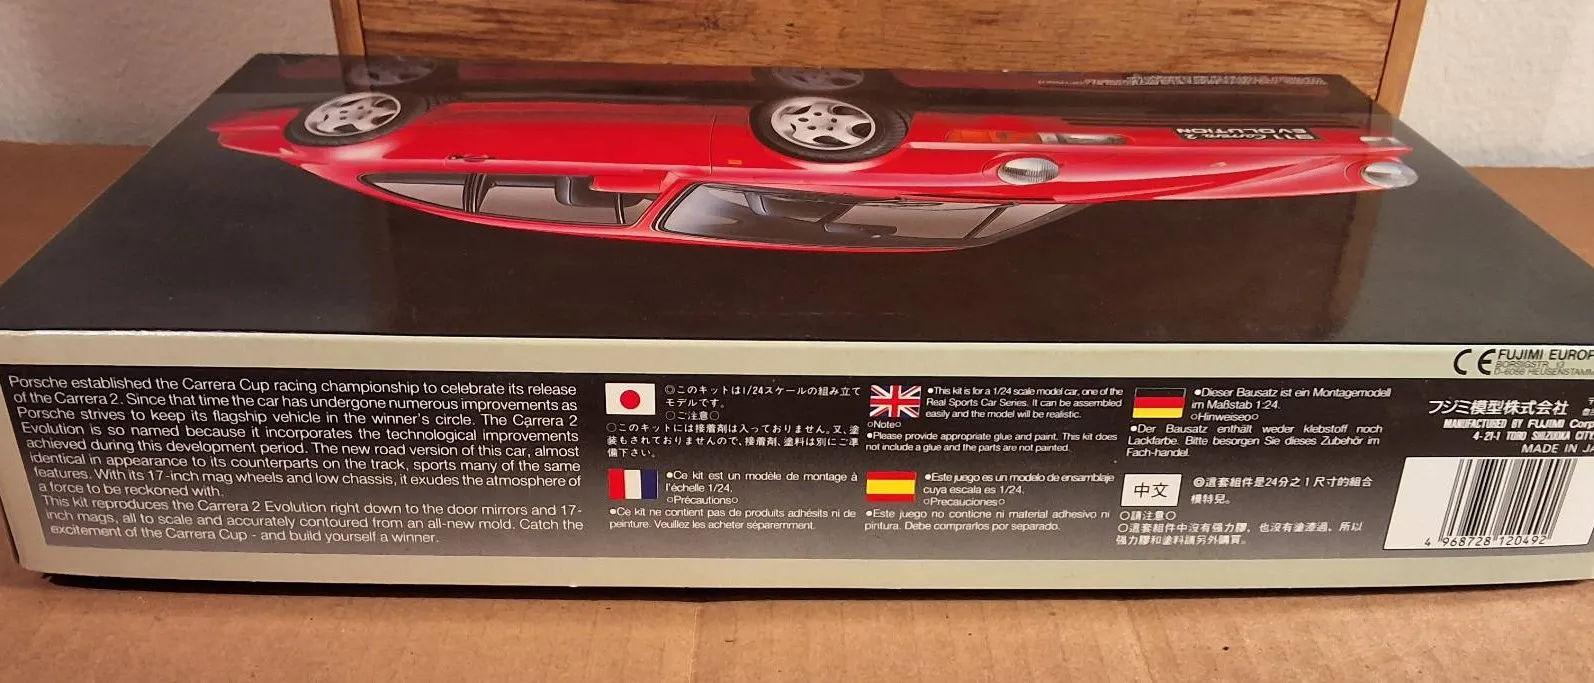 911 Carrera 2
EVOLUTION
Porsche established the Carrera Cup racing championship to celebrate its release
of the Carrera 2. Since that time the car has undergone numerous improvements as
Porsche strives to keep its flagship vehicle in the winner's circle. The Carrera 2
Evolution is so named because it incorporates the technological improvements
achieved during this development period. The new road version of this car, almost
identical in appearance to its counterparts on the track, sports many of the same
features. With its 17-inch mag wheels and low chassis, it exudes the atmosphere of
a force to be reckoned with.
This kit reproduces the Carrera 2 Evolution right down to the door mirrors and 17-
inch mags, all to scale and accurately contoured from an all-new mold. Catch the
excitement of the Carrera Cup - and build yourself a winner.
◎このキットは1/24スケールの組み立て
モデルです。
○ご注意○
○このキットには接着剤は入っておりません。又、塗
装もされておりませんので、接着剤、塗料は別にご準
備下さい。
●Ce kit est un modèle de montage à
l'échelle 1/24.
○Précautions○
●Ce kit ne contient pas de produits adhésits ni de
peinture. Veuillez les acheter séparemment.
●This kit is for a 1/24 scale model car, one of the
Real Sports Car Series. It can be assembled
easily and the model will be realistic.
○Note○
●Please provide appropriate glue and paint. This kit does
not include a glue and the parts are not painted.
●Este juego es un modelo de ensamblaje
cuya escala es 1/24.
○Precauciones○
●Este juego no contiene ni material adhesivo ni
pintura. Debe comprarlos por separado.
●Dieser Bausatz ist ein Montagemodell
im Maßstab 1:24.
○Hinweisen○
●Der Bausatz enthält weder klebstoff noch
Lackfarbe. Bitte besorgen Sie dieses Zubehör im
Fach-handel.
中文
◎這套組件是24分之1尺寸的組合
模特兒。
○請注意○
○這套組件中沒有强力膠，也沒有塗漆過，所以
强力膠和塗料請另外購買。
CE FUJIMI EUROP
BORSIGSTR. 13
D-6056 HEUSENSTAMM
フジミ模型株式会社
MANUFACTURED BY FUJIMI Corp
4-21-1 TORO SHIZUOKA CITY
MADE IN JA
4 968728 120492